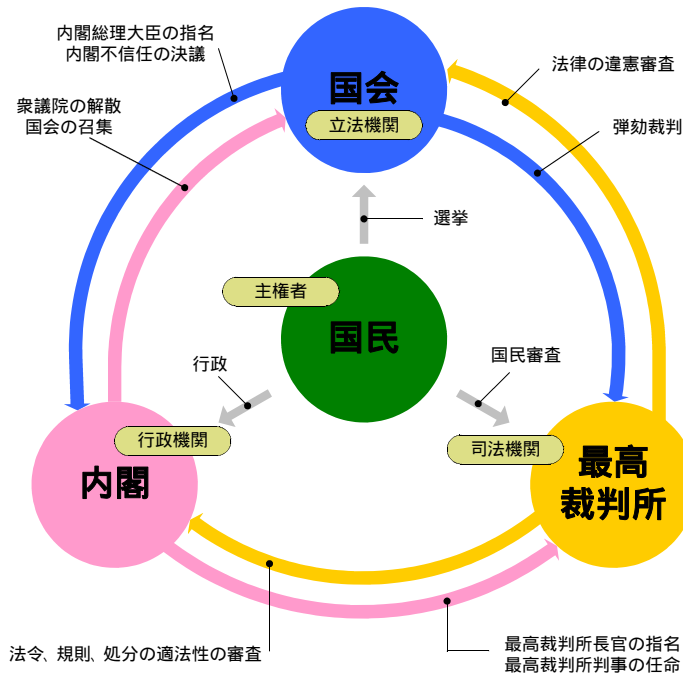 内閣総理大臣の指名
内閣不信任の決議
衆議院の解散
国会の召集
国会
立法機関
法律の違憲審査
弾劾裁判
選挙
主権者
国民
行政
国民審査
行政機関
内閣
司法機関
最高
裁判所
法令、規則、処分の適法性の審査
最高裁判所長官の指名
最高裁判所判事の任命